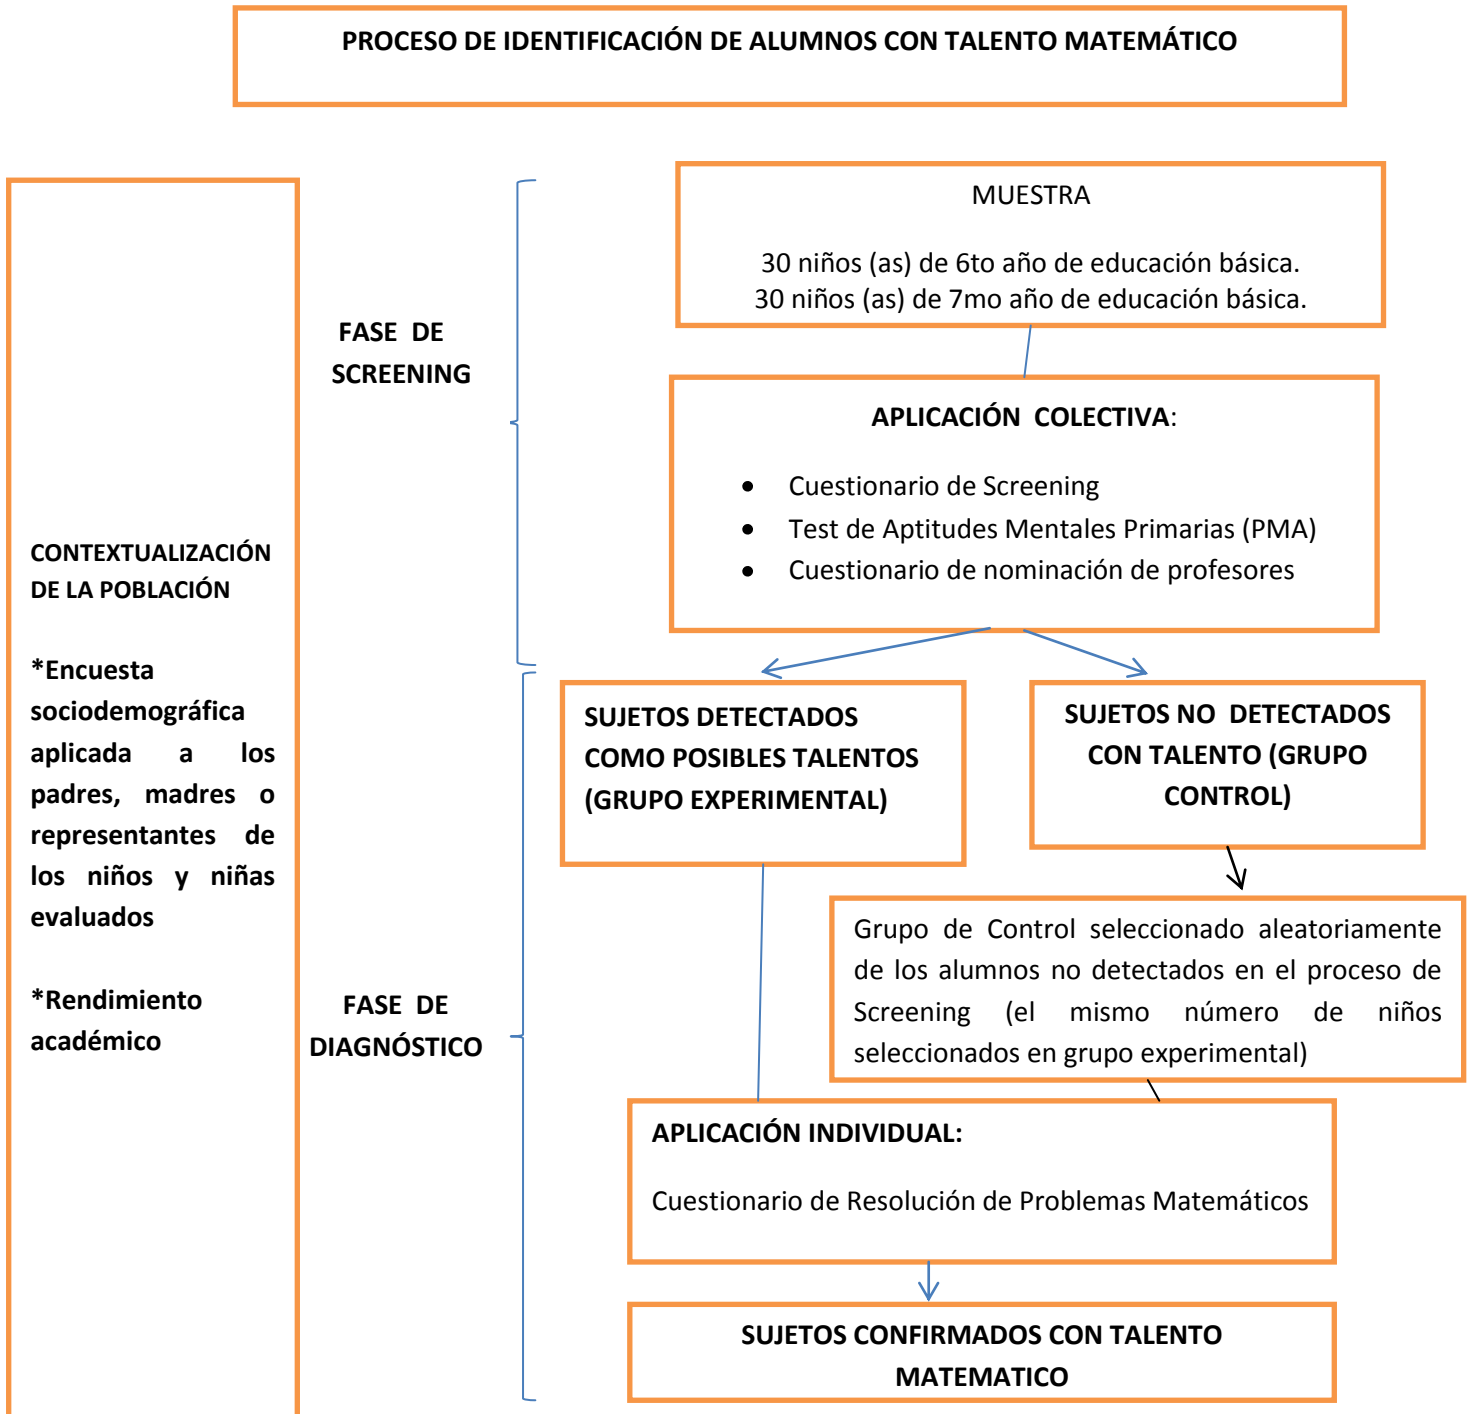 PROCESO DE IDENTIFICACIÓN DE ALUMNOS CON TALENTO MATEMÁTICO
CONTEXTUALIZACIÓN
DE LA POBLACIÓN
*Encuesta
sociodemográfica
aplicada a los
padres, madres o
representantes de
los niños y niñas
evaluados
*Rendimiento
académico
FASE DE
SCREENING
MUESTRA
30 niños (as) de 6to año de educación básica.
30 niños (as) de 7mo año de educación básica.
APLICACIÓN COLECTIVA:
• Cuestionario de Screening
• Test de Aptitudes Mentales Primarias (PMA)
• Cuestionario de nominación de profesores
FASE DE
DIAGNÓSTICO
SUJETOS DETECTADOS
COMO POSIBLES TALENTOS
(GRUPO EXPERIMENTAL)
SUJETOS NO DETECTADOS
CON TALENTO (GRUPO
CONTROL)
Grupo de Control seleccionado aleatoriamente
de los alumnos no detectados en el proceso de
Screening (el mismo número de niños
seleccionados en grupo experimental)
APLICACIÓN INDIVIDUAL:
Cuestionario de Resolución de Problemas Matemáticos
SUJETOS CONFIRMADOS CON TALENTO
MATEMATICO